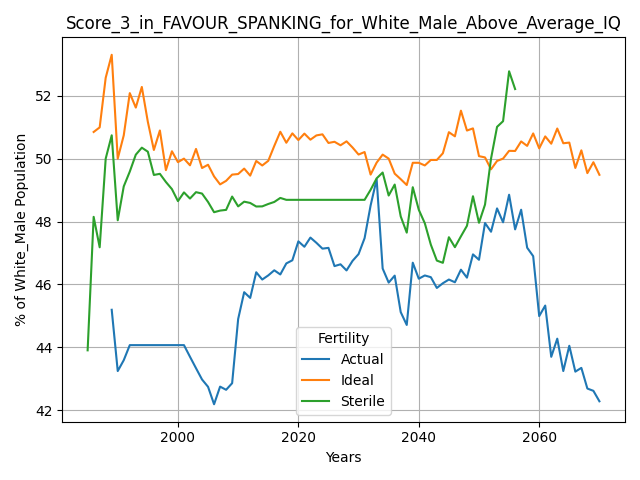 Score_3_in_FAVOUR_SPANKING_for_White_Male_Above_Average_IQ
% of White_Male Population
52
50
48
46
44
42
Fertility
Actual
Ideal
Sterile
2000 2020 2040 2060
Years